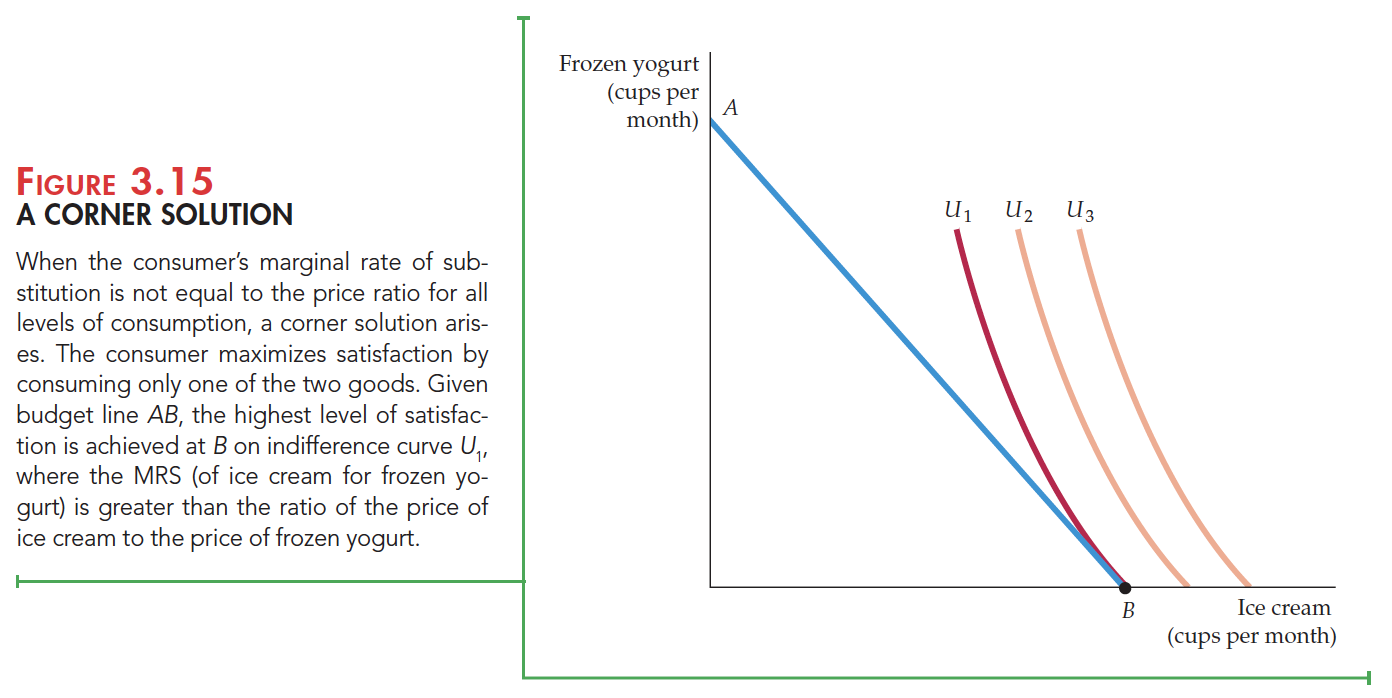 FIGURE 3.15
A CORNER SOLUTION
When the consumer's marginal rate of sub-
stitution is not equal to the price ratio for all
levels of consumption, a corner solution aris-
es. The consumer maximizes satisfaction by
consuming only one of the two goods. Given
budget line AB, the highest level of satisfac-
tion is achieved at B on indifference curve U₁,
where the MRS (of ice cream for frozen yo-
gurt) is greater than the ratio of the price of
ice cream to the price of frozen yogurt.
Frozen yogurt
(cups per
month)
A
U₁ U₂ U₃
B
Ice cream
(cups per month)